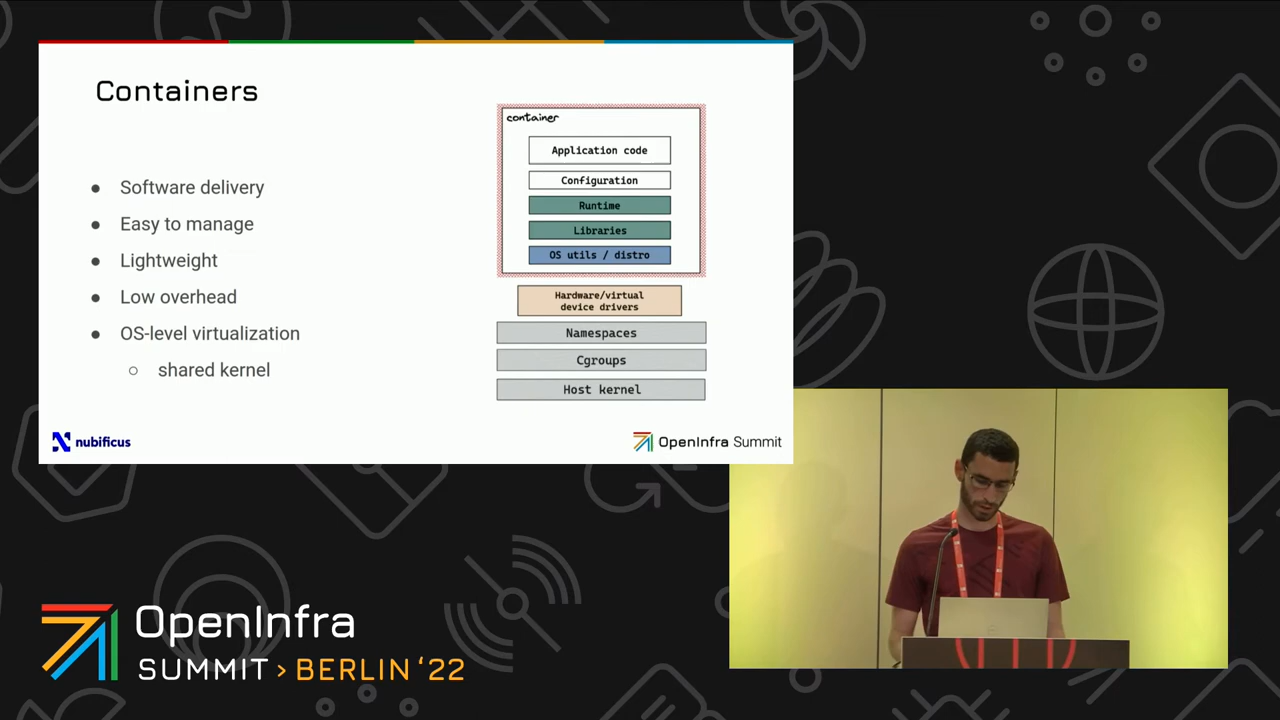 Containers
● Software delivery
● Easy to manage
● Lightweight
● Low overhead
● OS-level virtualization
○ shared kernel
container
Application code
Configuration
Runtime
Libraries
OS utils / distro
Hardware/virtual
device drivers
Namespaces
Cgroups
Host kernel
nubificus
OpenInfra Summit
OpenInfra
SUMMIT > BERLIN ‘22